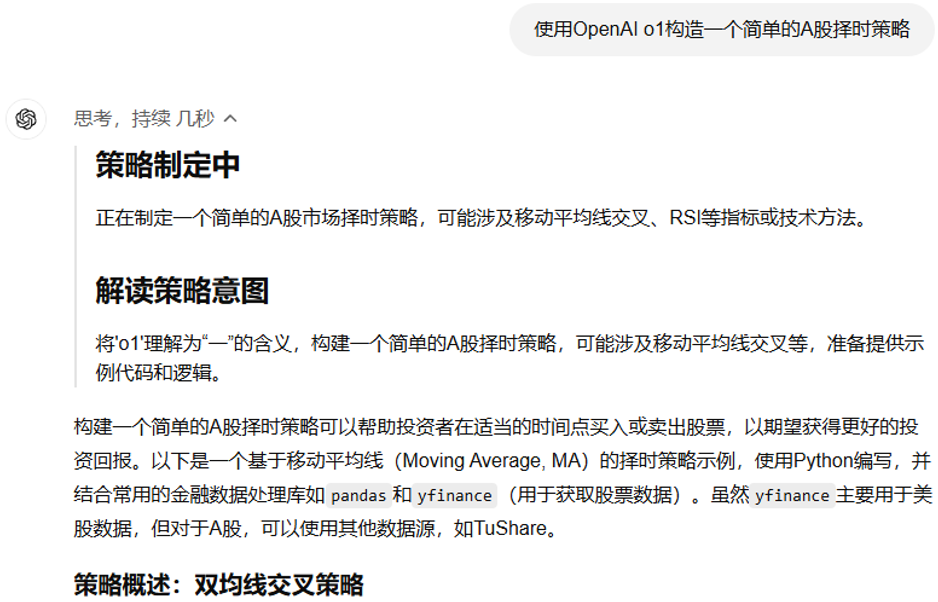 使用OpenAI o1构造一个简单的A股择时策略
思考，持续 几秒
策略制定中
正在制定一个简单的A股市场择时策略，可能涉及移动平均线交叉、RSI等指标或技术方法。
解读策略意图
将'o1'理解为“一”的含义，构建一个简单的A股择时策略，可能涉及移动平均线交叉等，准备提供示
例代码和逻辑。
构建一个简单的A股择时策略可以帮助投资者在适当的时间点买入或卖出股票，以期望获得更好的投
资回报。以下是一个基于移动平均线（Moving Average, MA）的择时策略示例，使用Python编写，并
结合常用的金融数据处理库如 pandas 和 yfinance （用于获取股票数据）。虽然 yfinance 主要用于美
股数据，但对于A股，可以使用其他数据源，如TuShare。
策略概述：双均线交叉策略